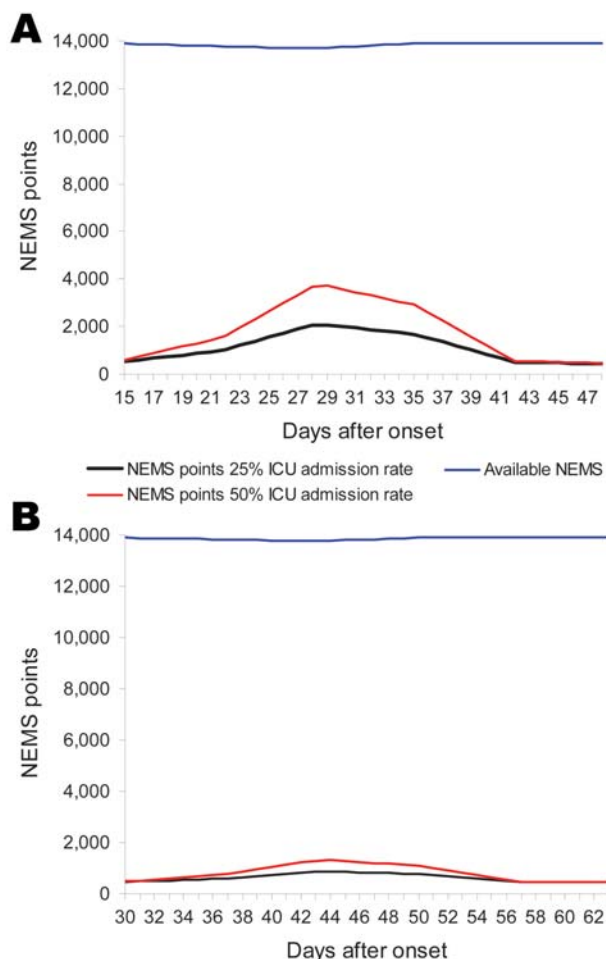 A
14,000
12,000
10,000
8,000
6,000
4,000
2,000
0
NEMS points
15 17 19 21 23 25 27 29 31 33 35 37 39 41 43 45 47
Days after onset
NEMS points 25% ICU admission rate Available NEMS
NEMS points 50% ICU admission rate
B
14,000
12,000
10,000
8,000
6,000
4,000
2,000
0
NEMS points
30 32 34 36 38 40 42 44 46 48 50 52 54 56 58 60 62
Days after onset